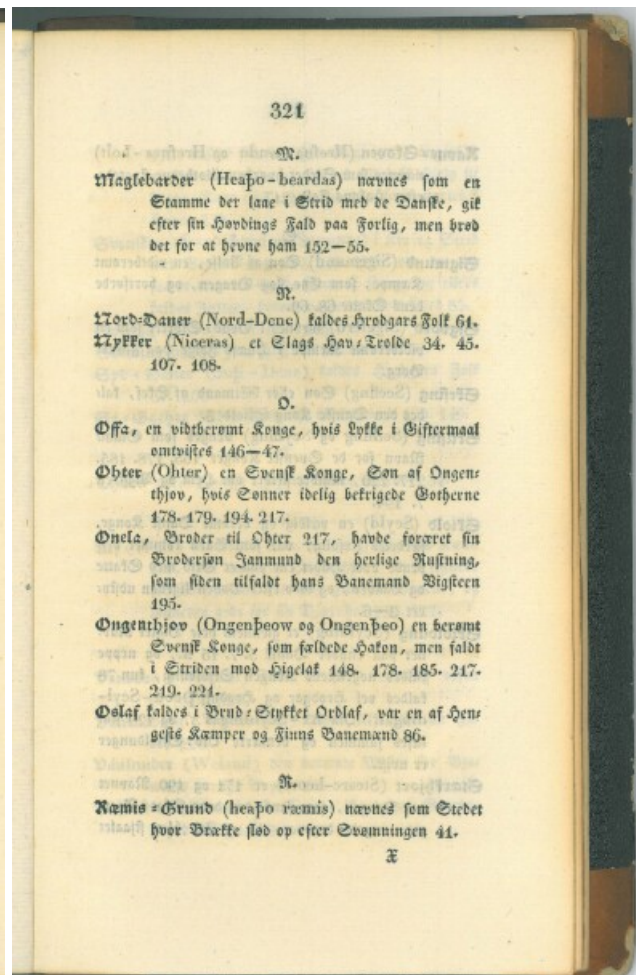 321
M.
Maglebarder (Heaþo-beardas) nævnes som en
Stamme der laae i Strid med de Danske, gik
efter sin Høvdings Fald paa Forlig, men brød
det for at hevne ham 152—55.
N.
Nord-Daner (Nord-Dene) kaldes Hrodgars Folk 61.
Nykker (Niceras) et Slags Hav-Trolde 34. 45.
107. 108.
O.
Offa, en vidtberømt Konge, hvis Lykke i Giftermaal
omtvistes 146—47.
Ohter (Ohter) en Svensk Konge, Søn af Ongen-
thjov, hvis Sønner idelig bekrigede Gotherne
178. 179. 194. 217.
Onela, Broder til Ohter 217, havde foræret sin
Brodersøn Janmund den herlige Rustning,
som siden tilfaldt hans Banemand Vigsteen
195.
Ongenthjov (Ongenþeow og Ongenþeo) en berømt
Svensk Konge, som fældede Hakon, men faldt
i Striden mod Higelak 148. 178. 185. 217.
219. 221.
Oslaf kaldes i Brud-Stykket Ordlaf, var en af Hen-
gests Kæmper og Finns Banemænd 86.
R.
Ræmis-Grund (heaþo ræmis) nævnes som Stedet
hvor Brække slød op efter Svømningen 41.
X